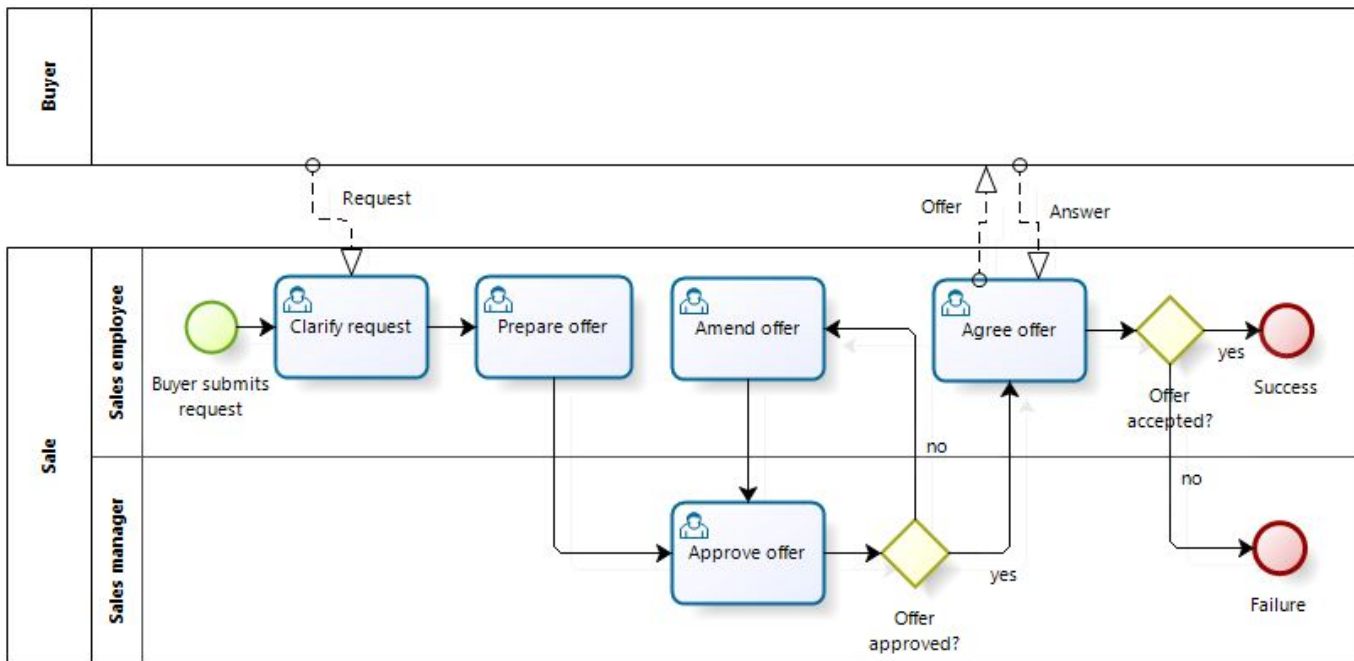 Buyer
Request
Offer
Answer
Sale
Sales employee
Buyer submits
request
Clarify request
Prepare offer
Amend offer
Agree offer
Offer
accepted?
yes
Success
no
no
Sales manager
Approve offer
Offer
approved?
yes
Failure